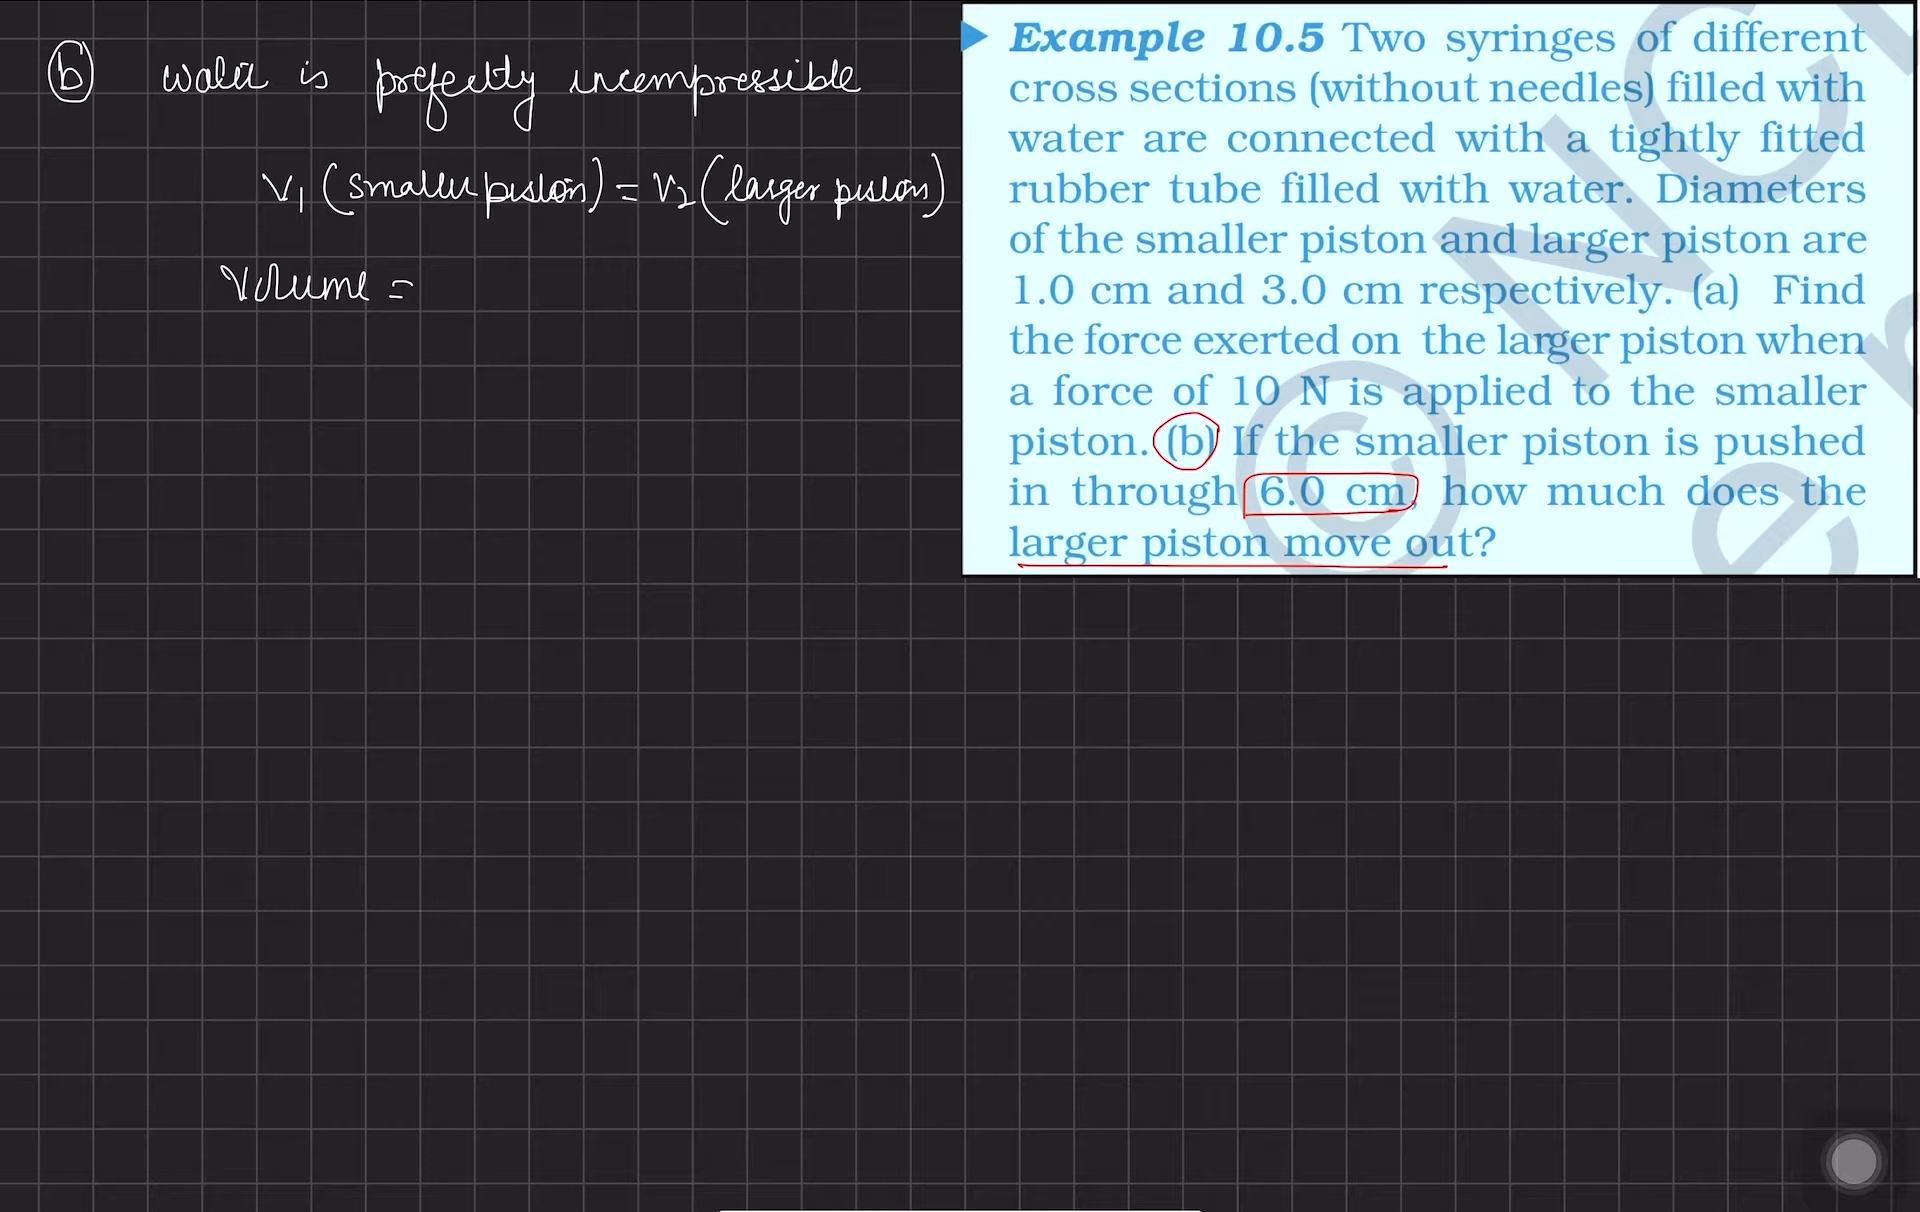 (b) water is prefectly incompressible
V₁ (smaller piston) = V₂ (larger piston)
Volume =
Example 10.5 Two syringes of different
cross sections (without needles) filled with
water are connected with a tightly fitted
rubber tube filled with water. Diameters
of the smaller piston and larger piston are
1.0 cm and 3.0 cm respectively. (a) Find
the force exerted on the larger piston when
a force of 10 N is applied to the smaller
piston. (b) If the smaller piston is pushed
in through 6.0 cm, how much does the
larger piston move out?